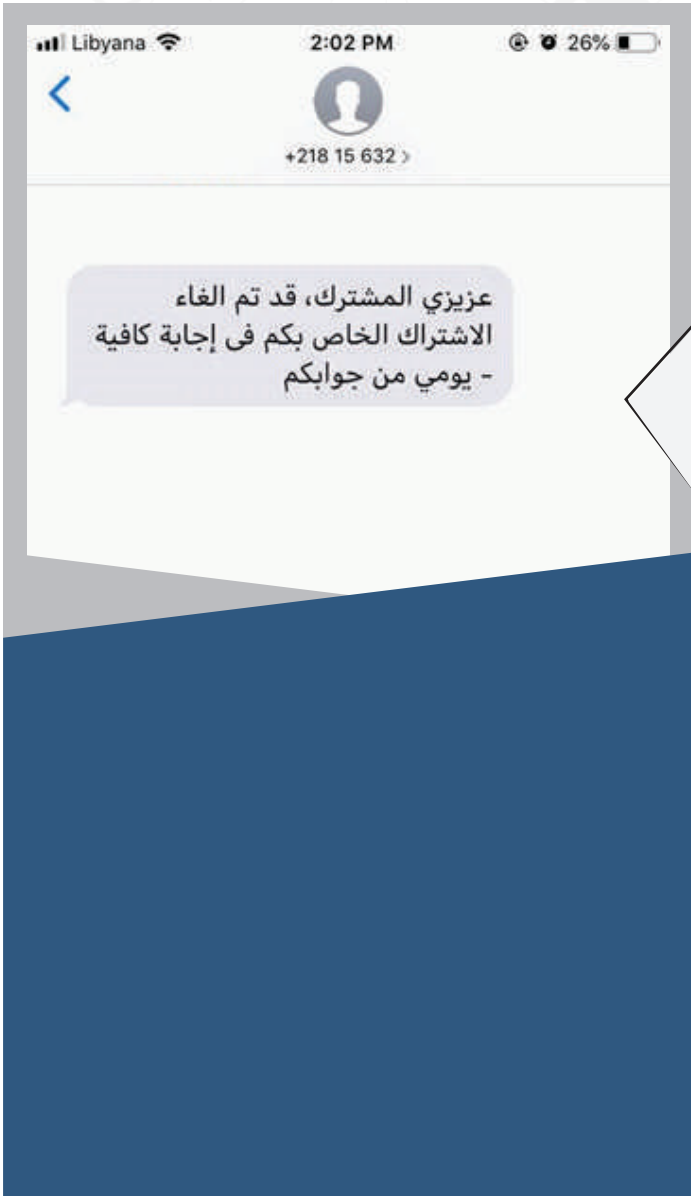 Libyana 2:02 PM 26%
+218 15 632 >
عزيزي المشترك، قد تم الغاء
الاشتراك الخاص بكم فى إجابة كافية
- يومي من جوابكم